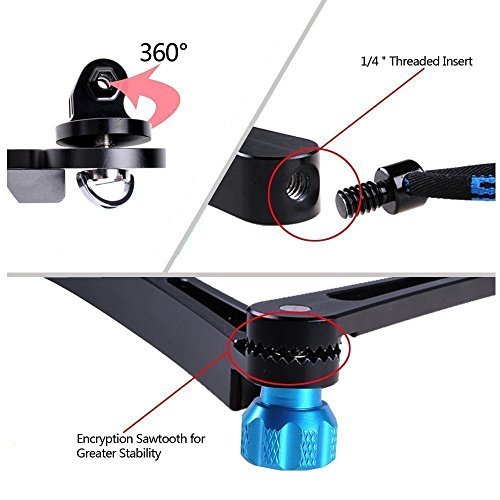 360°
1/4 " Threaded Insert
Encryption Sawtooth for
Greater Stability